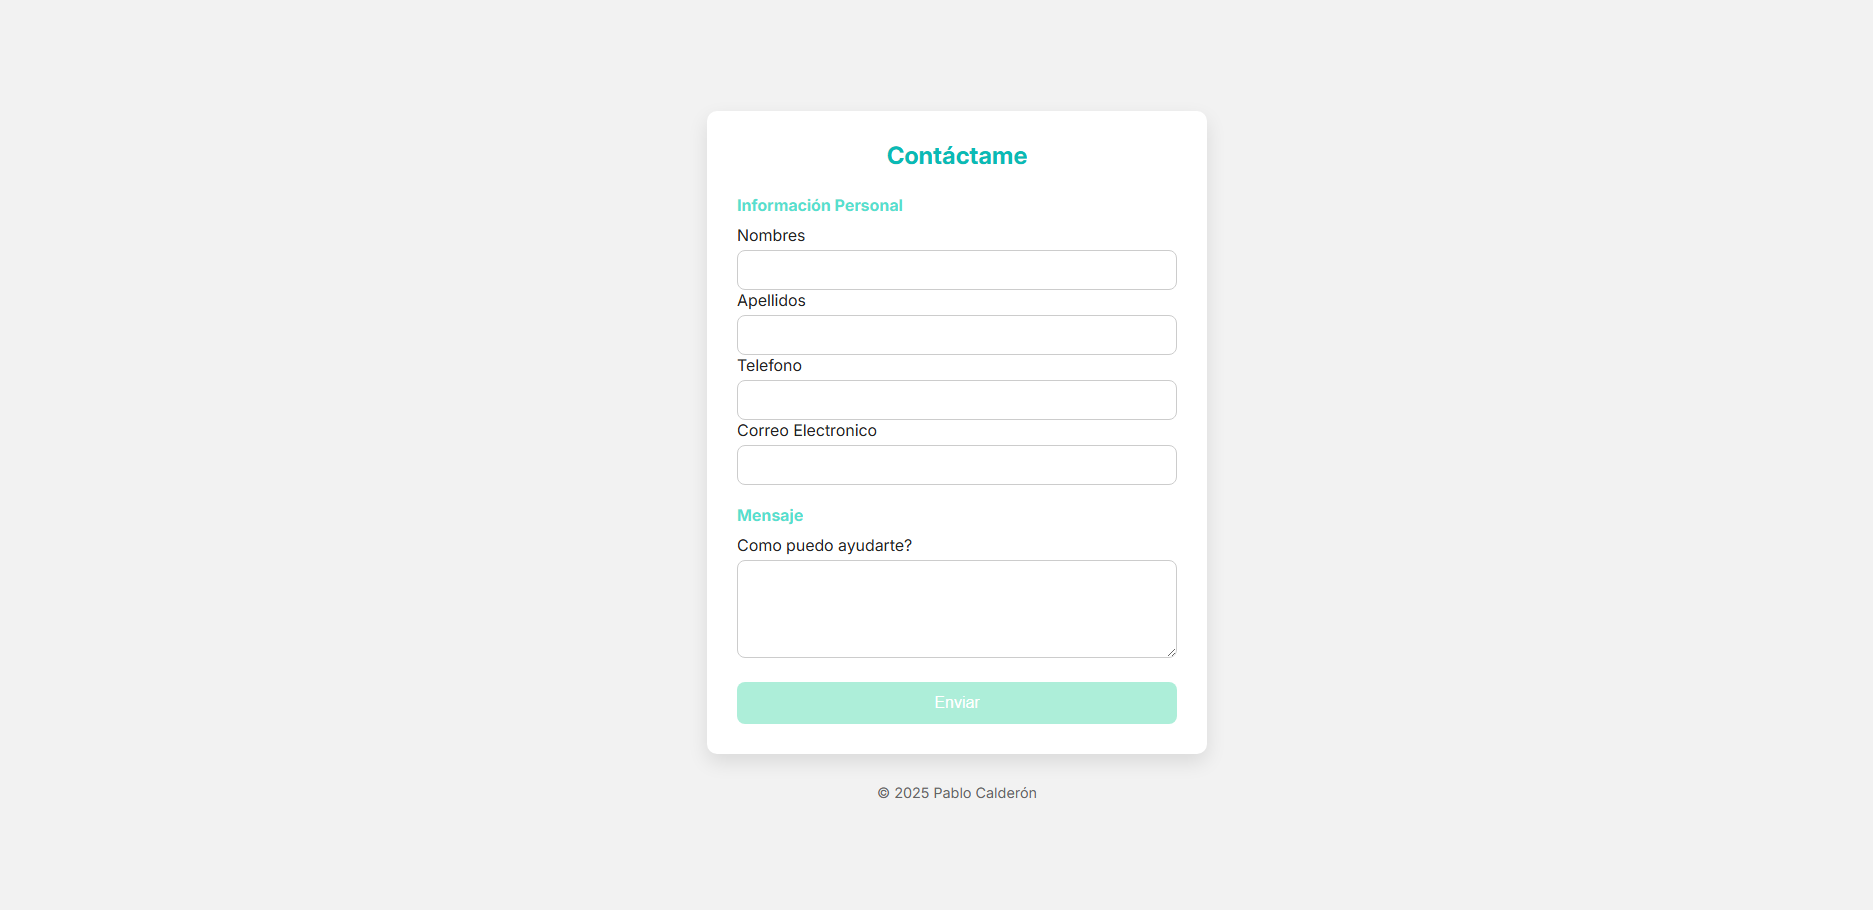 Contáctame
Información Personal
Nombres
Apellidos
Telefono
Correo Electronico
Mensaje
Como puedo ayudarte?
Enviar
© 2025 Pablo Calderón